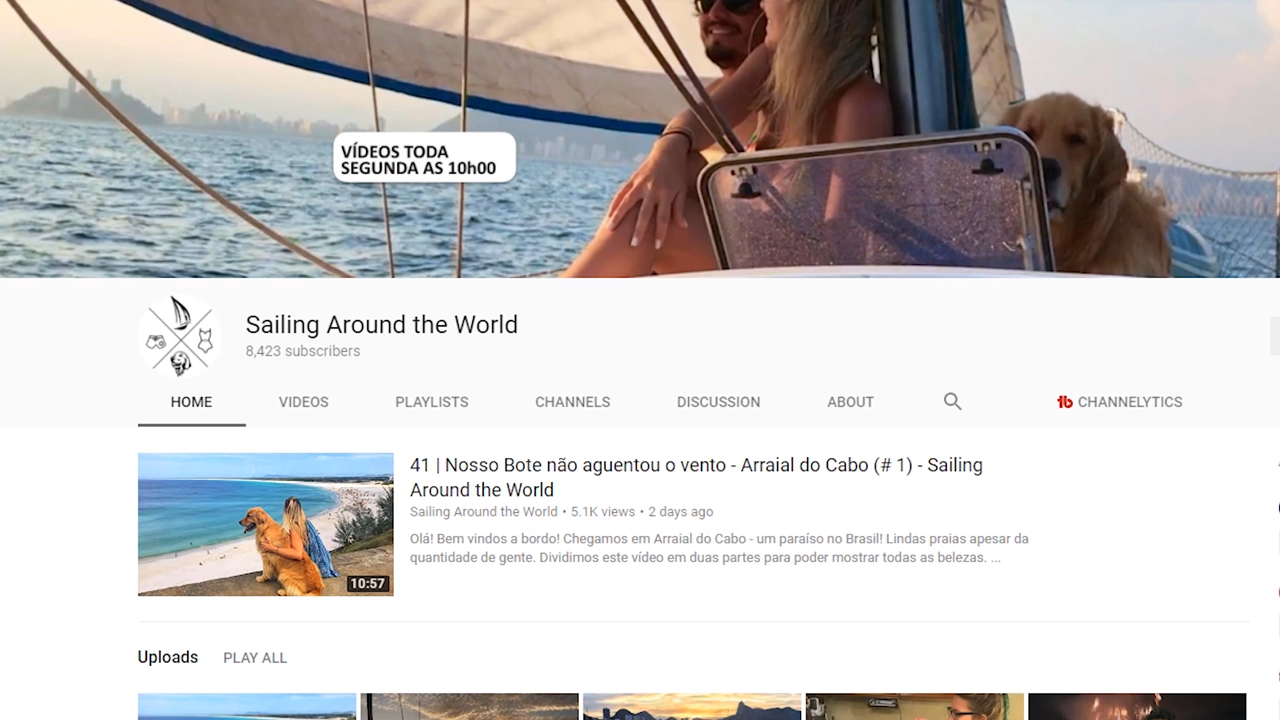 VÍDEOS TODA
SEGUNDA AS 10h00
Sailing Around the World
8,423 subscribers
HOME VIDEOS PLAYLISTS CHANNELS DISCUSSION ABOUT CHANNELYTICS
41 | Nosso Bote não aguentou o vento - Arraial do Cabo (# 1) - Sailing
Around the World
Sailing Around the World • 5.1K views • 2 days ago
Olá! Bem vindos a bordo! Chegamos em Arraial do Cabo - um paraíso no Brasil! Lindas praias apesar da
quantidade de gente. Dividimos este vídeo em duas partes para poder mostrar todas as belezas. ...
10:57
Uploads PLAY ALL